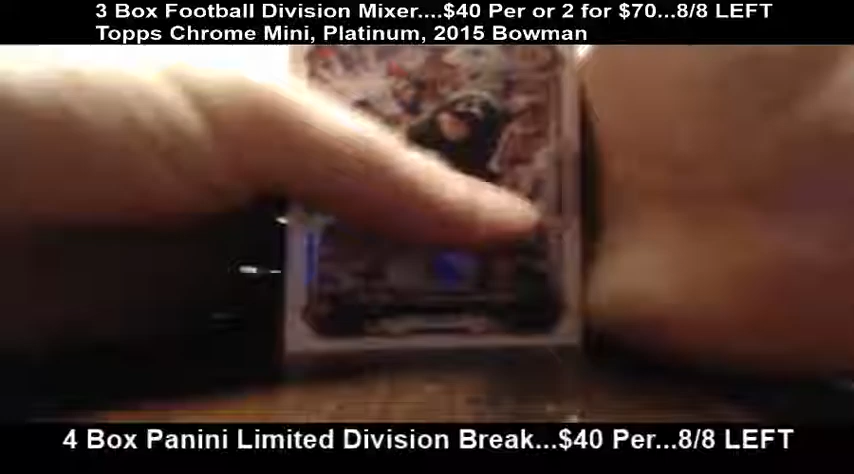 3 Box Football Division Mixer....$40 Per or 2 for $70...8/8 LEFT
Topps Chrome Mini, Platinum, 2015 Bowman
4 Box Panini Limited Division Break...$40 Per...8/8 LEFT